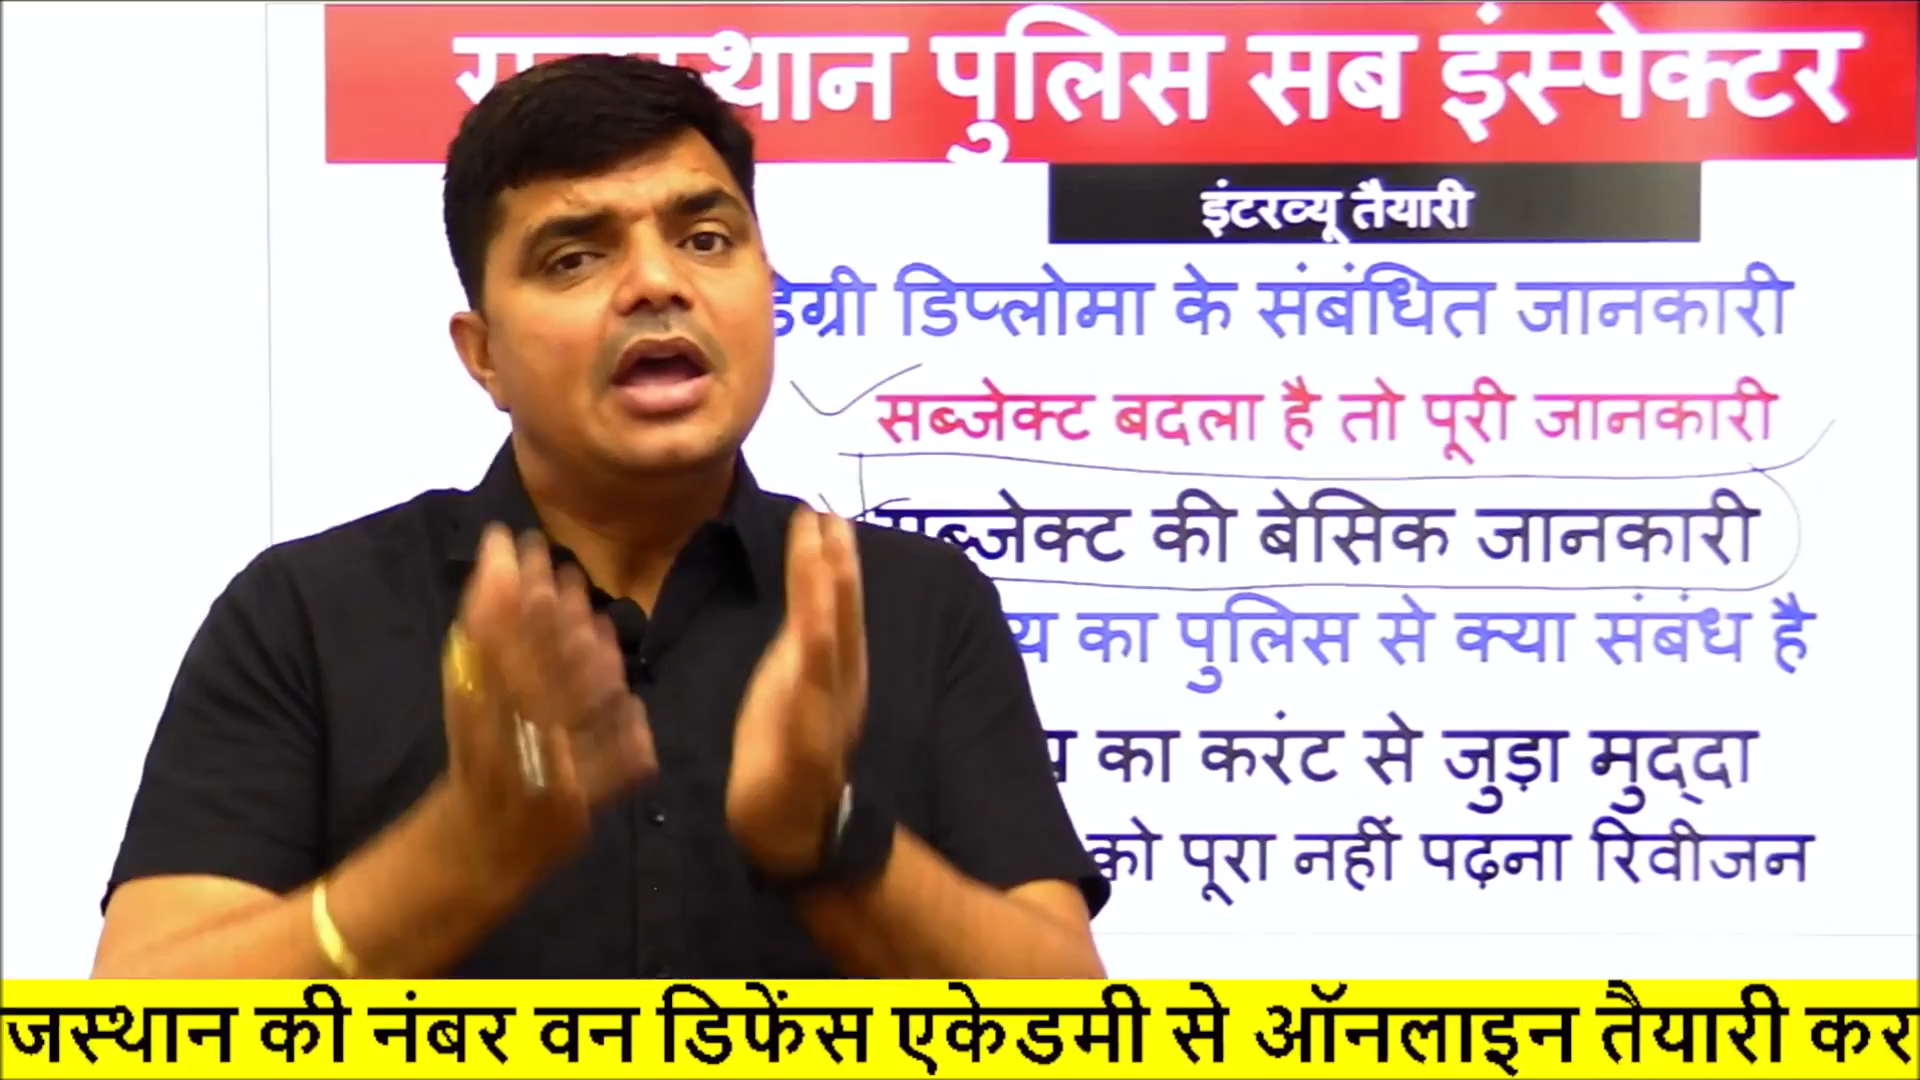 पुलिस सब इंस्पेक्टर
इंटरव्यू तैयारी
डिप्लोमा के संबंधित जानकारी
सब्जेक्ट बदला है तो पूरी जानकारी
सब्जेक्ट की बेसिक जानकारी
का पुलिस से क्या संबंध है
का करंट से जुड़ा मुद्दा
को पूरा नहीं पढ़ना रिवीजन
जस्थान की नंबर वन डिफेंस एकेडमी से ऑनलाइन तैयारी कर